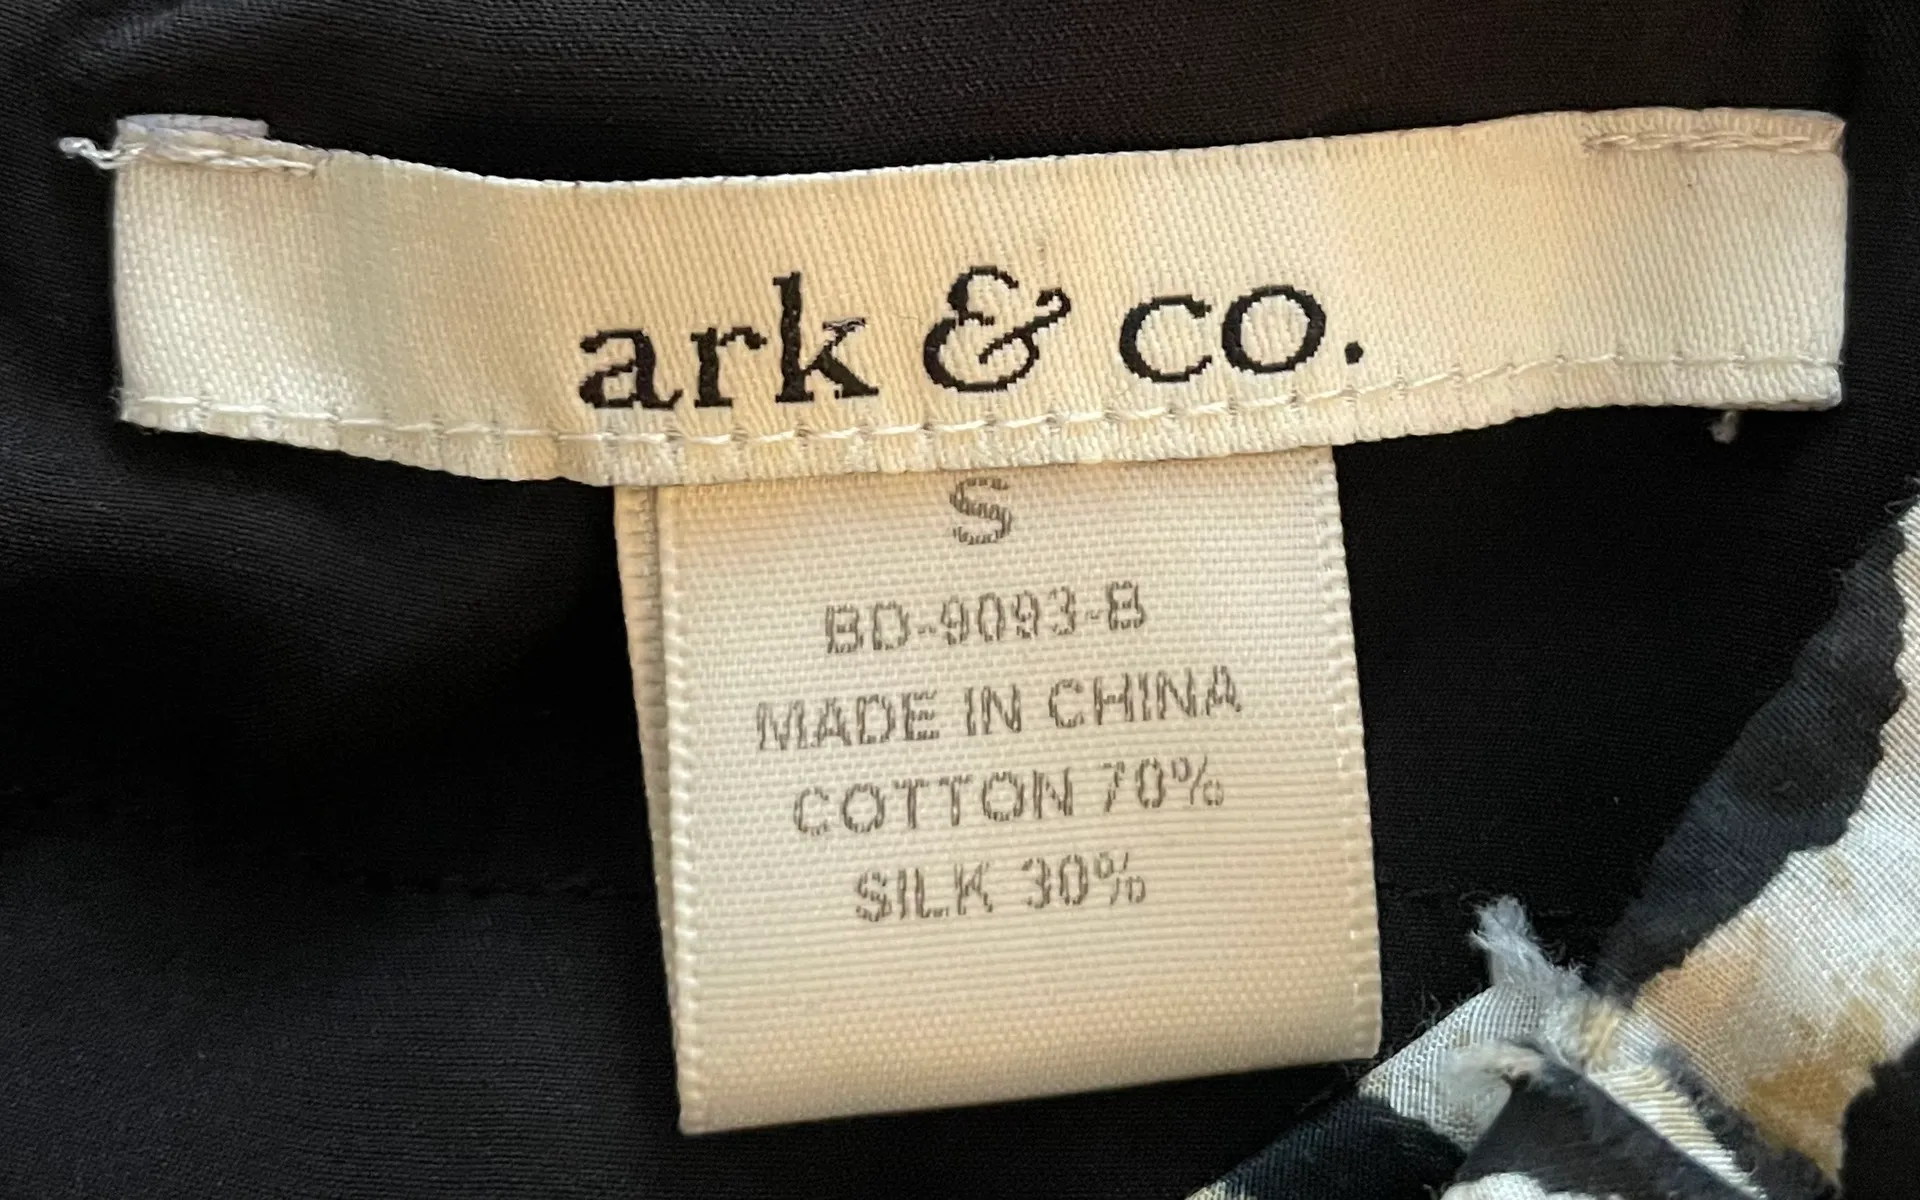 ark & co.
S
BD-9093-B
MADE IN CHINA
COTTON 70%
SILK 30%